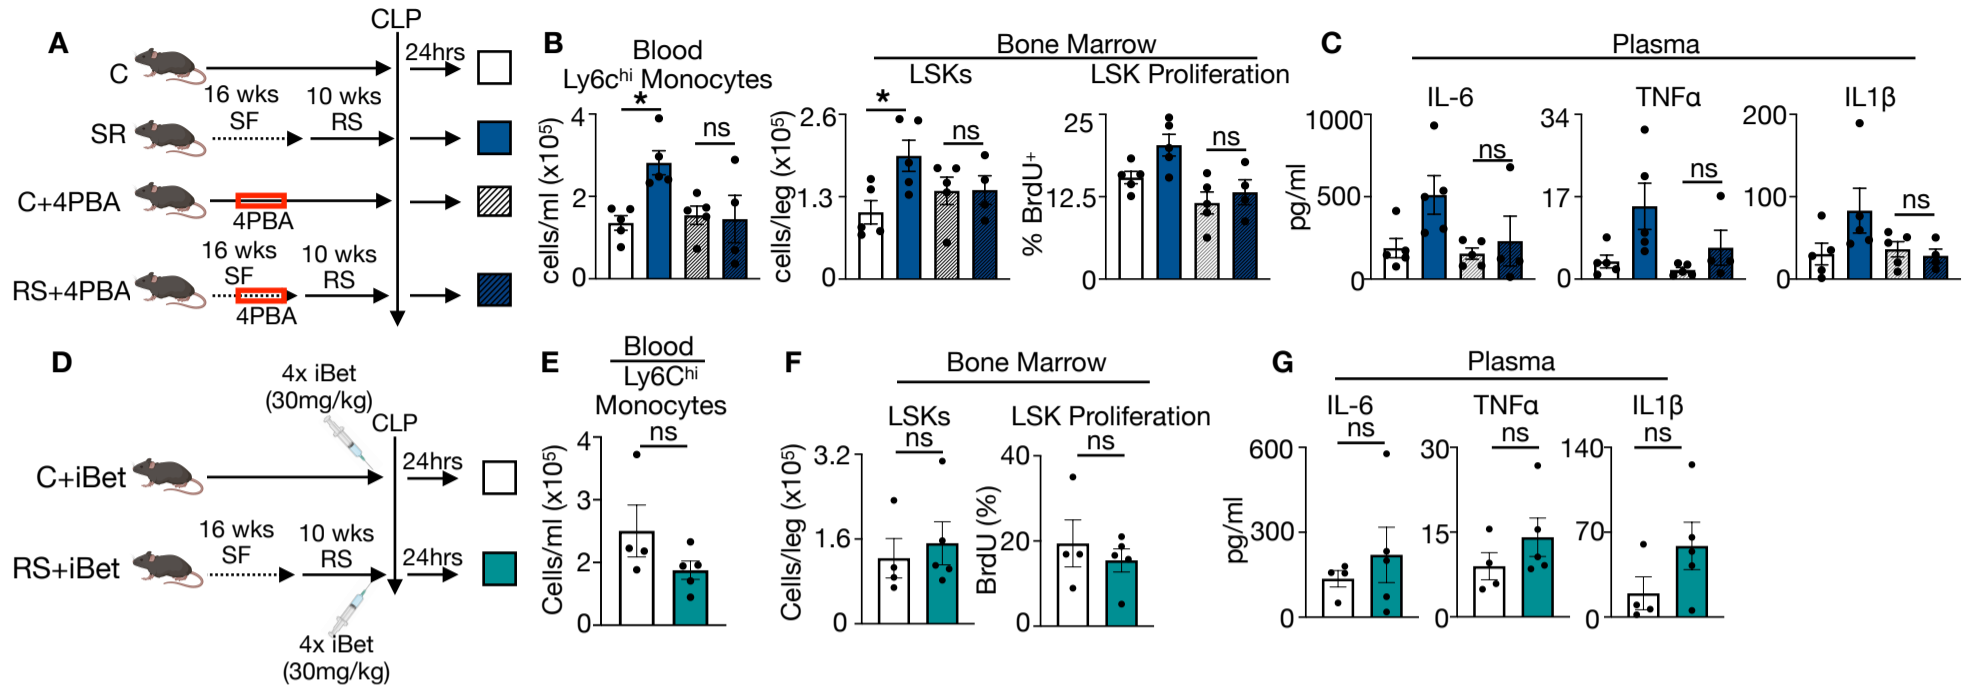 A
CLP
24hrs
C
16 wks
SF
10 wks
RS
SR
C+4PBA
4PBA
16 wks
SF
10 wks
RS
RS+4PBA
4PBA
B
Blood
Ly6cʰⁱ Monocytes
Bone Marrow
LSKs
LSK Proliferation
cells/ml (x10⁵)
4
2
0
*
ns
cells/leg (x10⁵)
2.6
1.3
0
*
ns
% BrdU⁺
25
12.5
0
ns
C
Plasma
IL-6
TNFα
IL1β
pg/ml
1000
500
0
ns
34
17
0
ns
200
100
0
ns
D
4x iBet
(30mg/kg)
CLP
C+iBet
24hrs
16 wks
SF
10 wks
RS
RS+iBet
24hrs
4x iBet
(30mg/kg)
E
Blood
Ly6Cʰⁱ
Monocytes
Cells/ml (x10⁵)
4
3
2
0
ns
F
Bone Marrow
LSKs
LSK Proliferation
Cells/leg (x10⁵)
3.2
1.6
0
ns
BrdU (%)
40
20
0
ns
G
Plasma
IL-6
TNFα
IL1β
pg/ml
600
300
0
ns
30
15
0
ns
140
70
0
ns